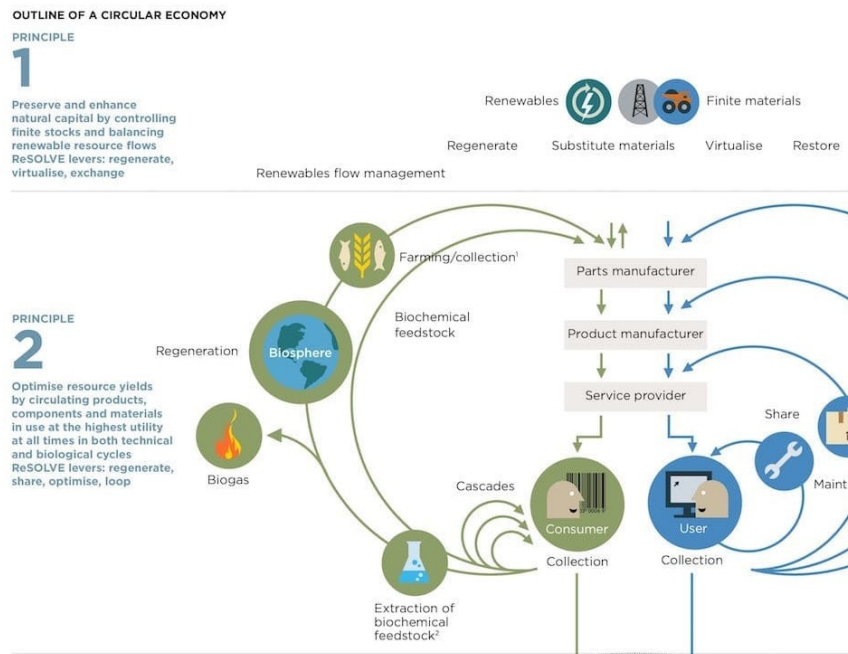 OUTLINE OF A CIRCULAR ECONOMY
PRINCIPLE
1
Preserve and enhance
natural capital by controlling
finite stocks and balancing
renewable resource flows
ReSOLVE levers: regenerate,
virtualise, exchange
Renewables
Finite materials
Regenerate
Substitute materials
Virtualise
Restore
Renewables flow management
PRINCIPLE
2
Optimise resource yields
by circulating products,
components and materials
in use at the highest utility
at all times in both technical
and biological cycles
ReSOLVE levers: regenerate,
share, optimise, loop
Farming/collection¹
Parts manufacturer
Biochemical
feedstock
Product manufacturer
Regeneration
Biosphere
Service provider
Share
Biogas
Cascades
Maint
Consumer
User
Collection
Collection
Extraction of
biochemical
feedstock²